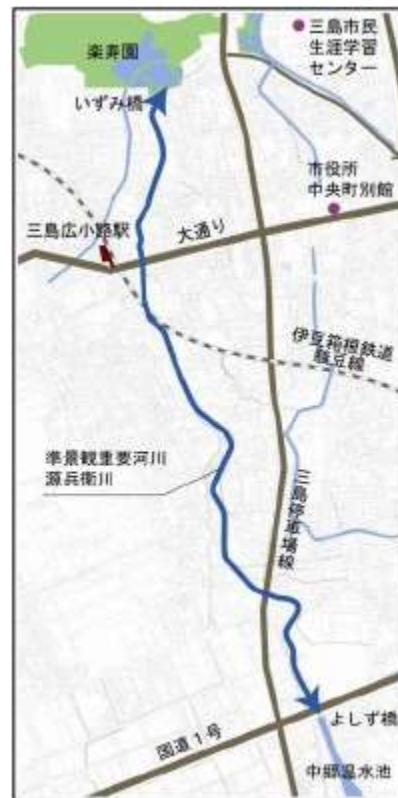 楽寿園
三島市民
生涯学習
センター
いずみ橋
市役所
中央町別館
三島広小路駅
大通り
伊豆箱根鉄道
駿豆線
準景観重要河川
源兵衛川
三島停車場線
よしず橋
国道1号
中郷温水池